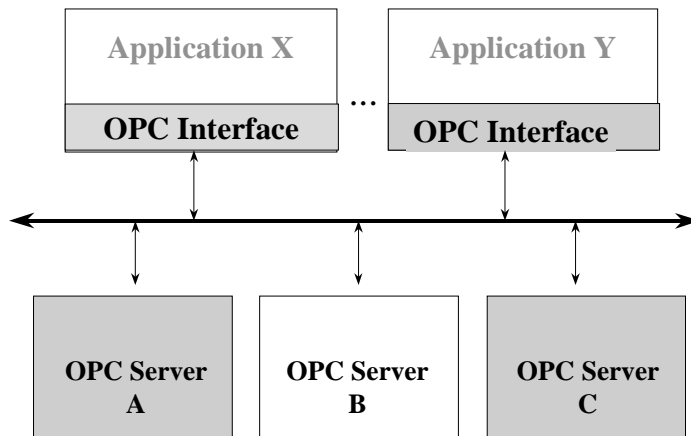 Application X
Application Y
...
OPC Interface
OPC Interface
OPC Server
A
OPC Server
B
OPC Server
C